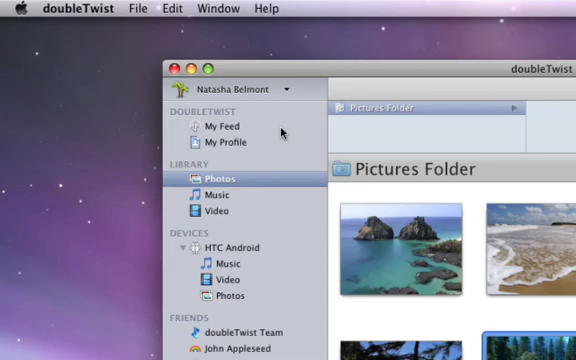 doubleTwist File Edit Window Help
doubleTwist
Natasha Belmont
DOUBLETWIST
My Feed
My Profile
LIBRARY
Photos
Music
Video
DEVICES
HTC Android
Music
Video
Photos
FRIENDS
doubleTwist Team
John Appleseed
Pictures Folder
Pictures Folder